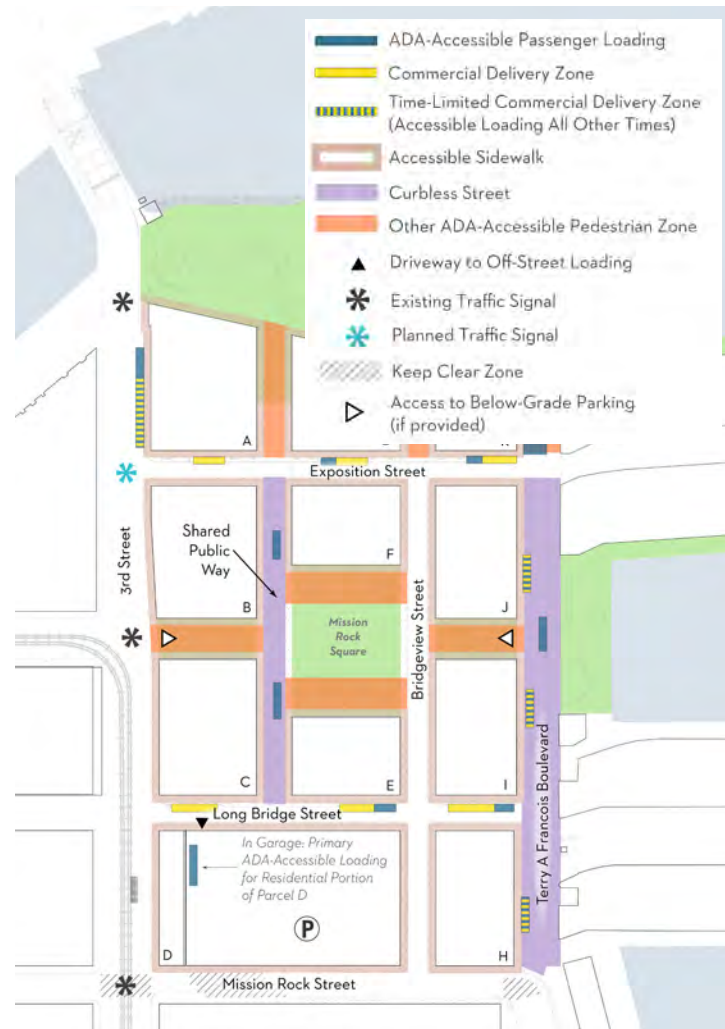 ADA-Accessible Passenger Loading
Commercial Delivery Zone
Time-Limited Commercial Delivery Zone
(Accessible Loading All Other Times)
Accessible Sidewalk
Curbless Street
Other ADA-Accessible Pedestrian Zone
Driveway to Off-Street Loading
Existing Traffic Signal
Planned Traffic Signal
Keep Clear Zone
Access to Below-Grade Parking
(if provided)
A
Exposition Street
3rd Street
Shared
Public
Way
F
B
J
Mission
Rock
Square
Bridgeview Street
C
E
I
Long Bridge Street
Terry A Francois Boulevard
In Garage: Primary
ADA-Accessible Loading
for Residential Portion
of Parcel D
P
D
H
Mission Rock Street